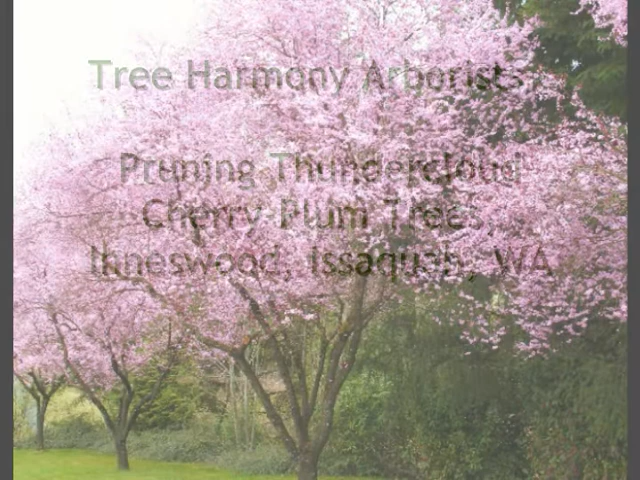 Tree Harmony Arborists
Pruning Thundercloud
Cherry-Plum Trees
Inneswood, Issaquah, WA